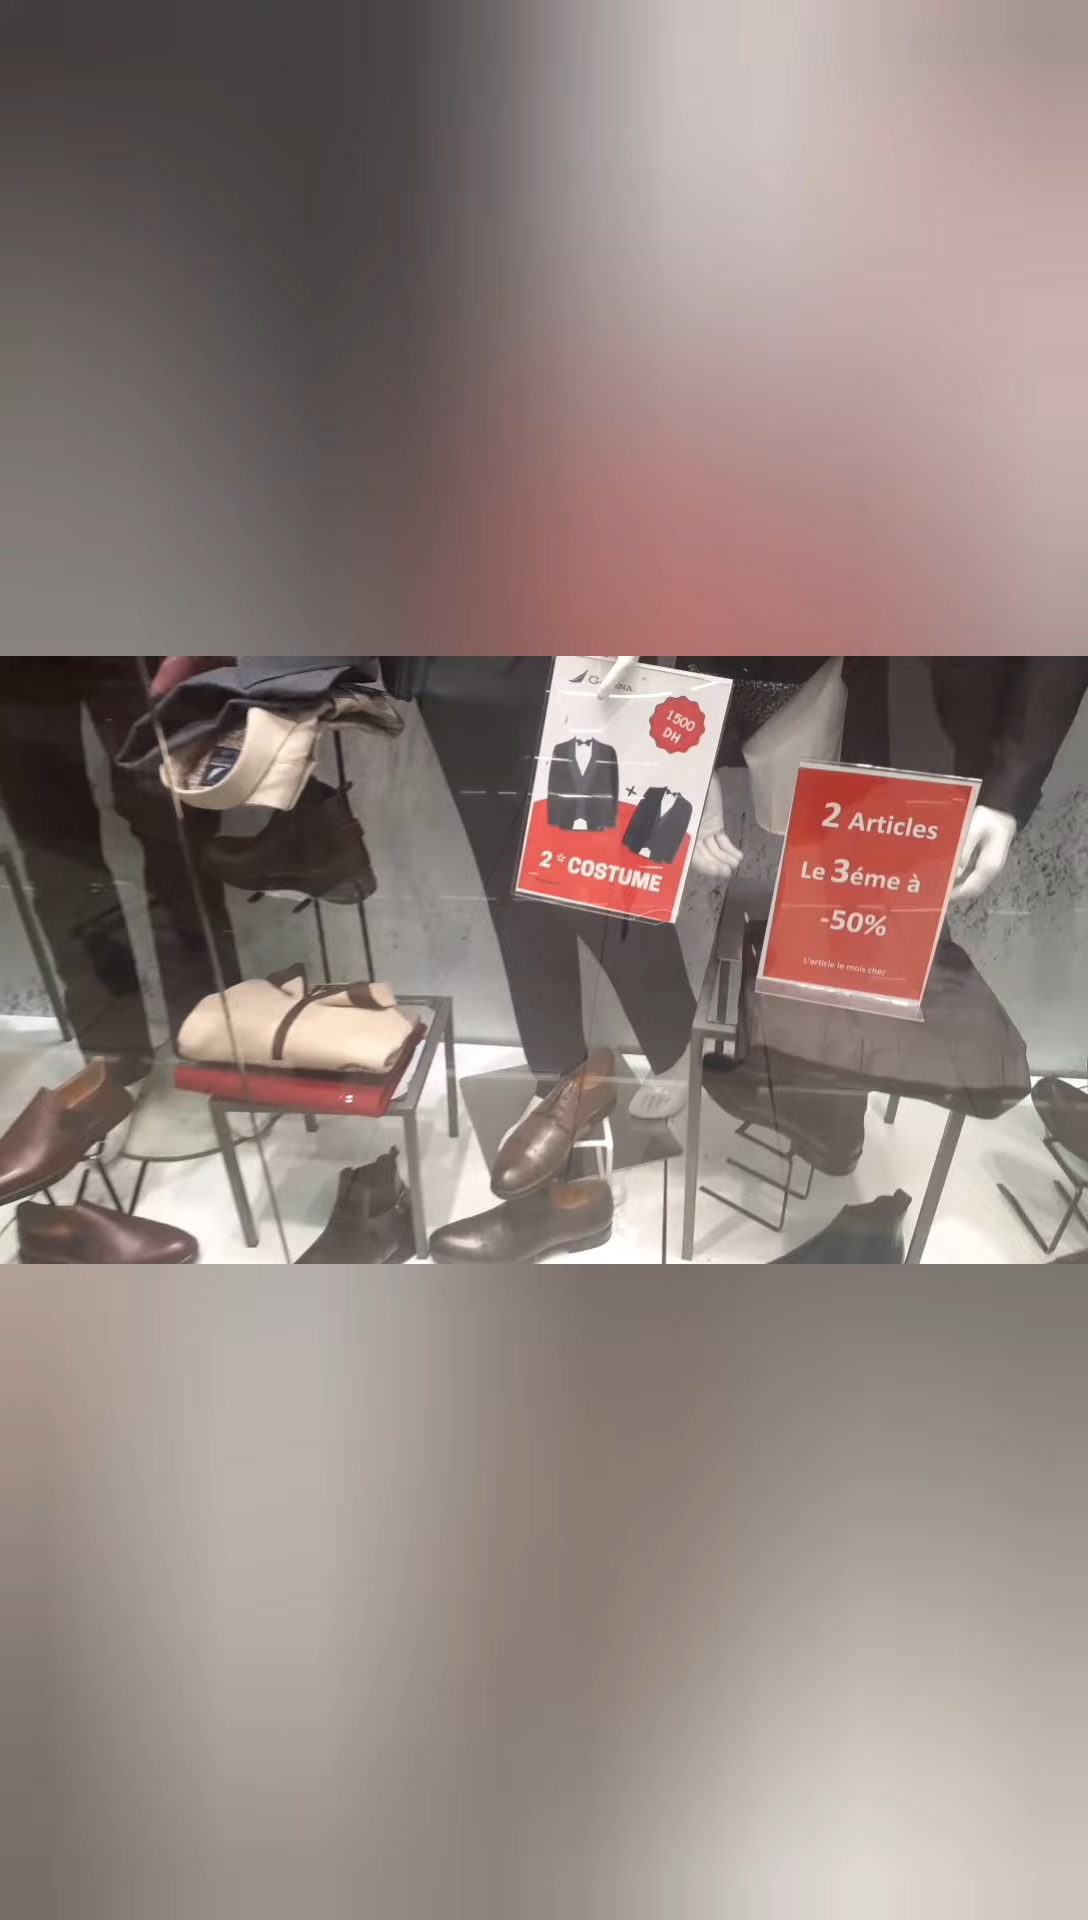 1500
DH
+
2 COSTUME
2 Articles
Le 3éme à
-50%
L'article le mois cher